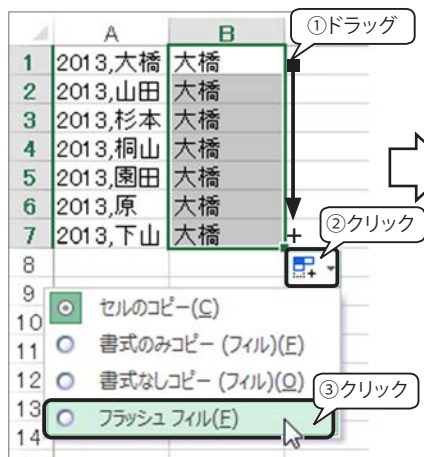 ①ドラッグ
A B
1 2013,大橋 大橋
2 2013,山田 大橋
3 2013,杉本 大橋
4 2013,桐山 大橋
5 2013,園田 大橋
6 2013,原 大橋
7 2013,下山 大橋
②クリック
8
9
セルのコピー(C)
10
書式のみコピー (フィル)(F)
11
12 書式なしコピー (フィル)(O)
③クリック
13
フラッシュ フィル(F)
14